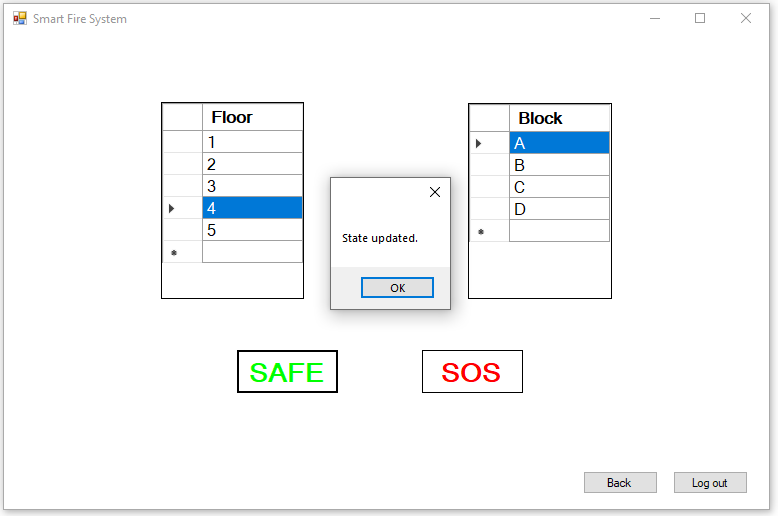 Smart Fire System
Floor
1
2
3
4
5
Block
A
B
C
D
State updated.
OK
SAFE
SOS
Back
Log out